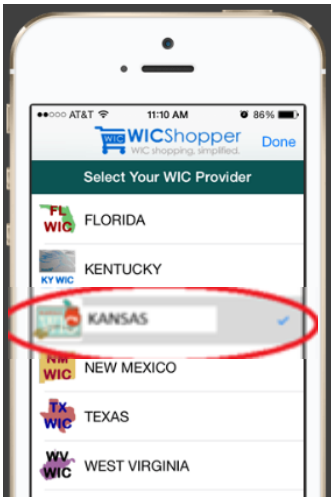 AT&T 11:10 AM 86%
WIC WICShopper
WIC shopping, simplified.
Done
Select Your WIC Provider
FL
WIC FLORIDA
KY WIC KENTUCKY
KANSAS
NM
WIC NEW MEXICO
TX
WIC TEXAS
WV
WIC WEST VIRGINIA